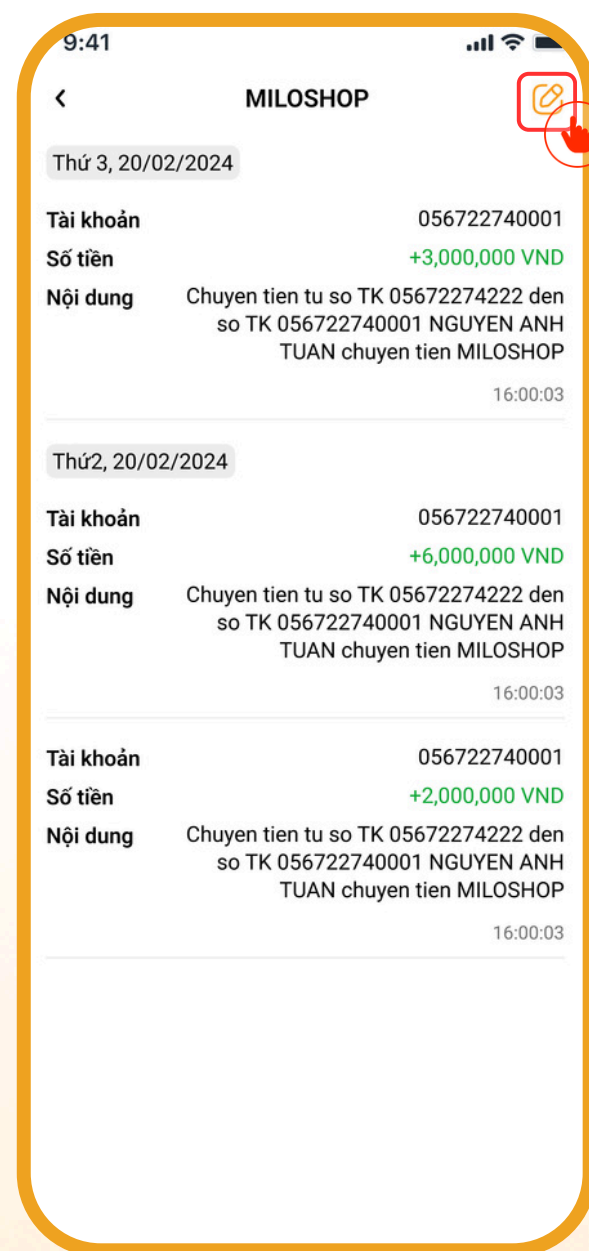 9:41
MILOSHOP
Thứ 3, 20/02/2024
Tài khoản 056722740001
Số tiền +3,000,000 VND
Nội dung Chuyen tien tu so TK 05672274222 den
so TK 056722740001 NGUYEN ANH
TUAN chuyen tien MILOSHOP
16:00:03
Thứ2, 20/02/2024
Tài khoản 056722740001
Số tiền +6,000,000 VND
Nội dung Chuyen tien tu so TK 05672274222 den
so TK 056722740001 NGUYEN ANH
TUAN chuyen tien MILOSHOP
16:00:03
Tài khoản 056722740001
Số tiền +2,000,000 VND
Nội dung Chuyen tien tu so TK 05672274222 den
so TK 056722740001 NGUYEN ANH
TUAN chuyen tien MILOSHOP
16:00:03